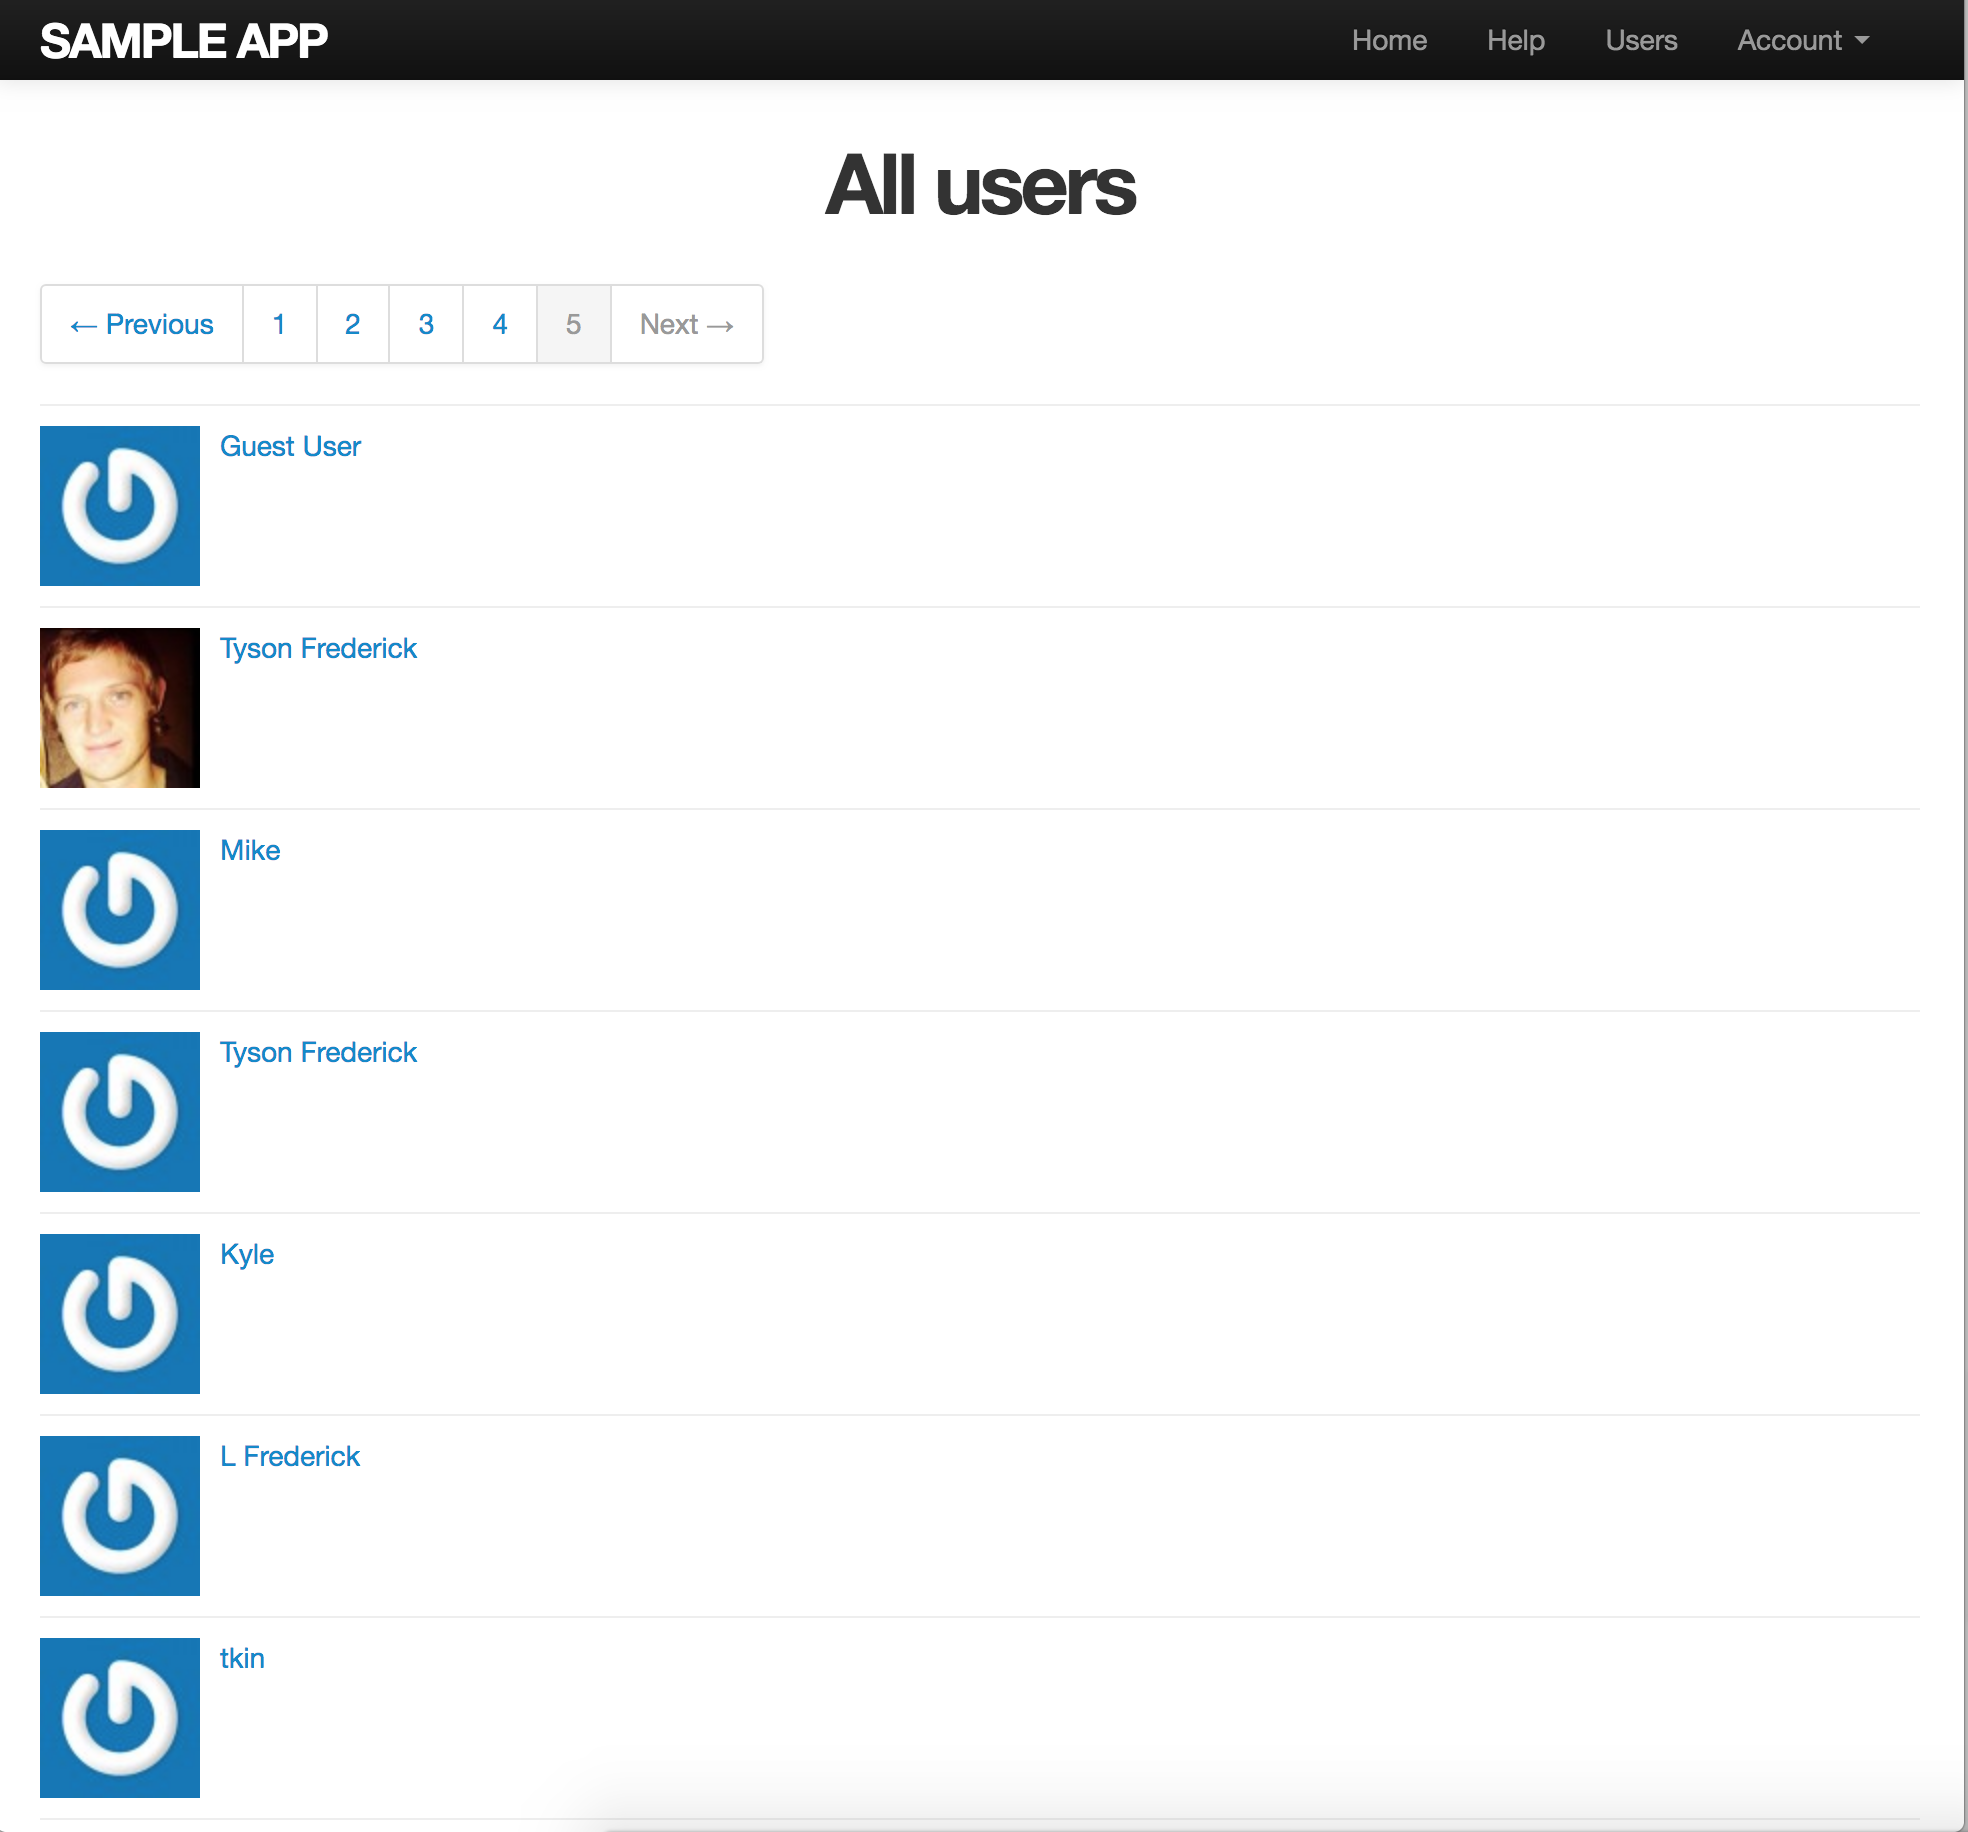 SAMPLE APP Home Help Users Account
All users
← Previous 1 2 3 4 5 Next →
Guest User
Tyson Frederick
Mike
Tyson Frederick
Kyle
L Frederick
tkin